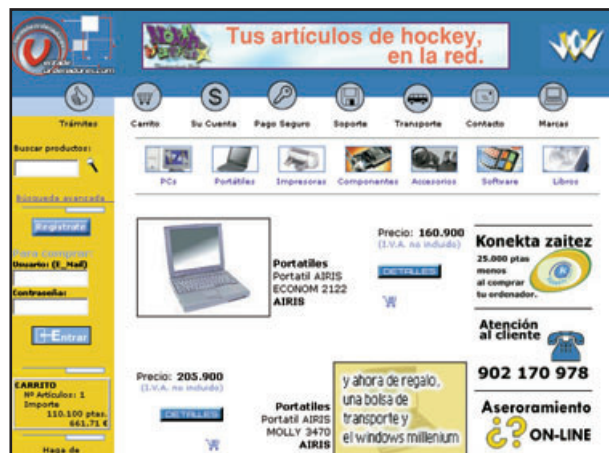 Tus artículos de hockey,
en la red.
Trámites
Carrito
Su Cuenta
Pago Seguro
Soporte
Transporte
Contacto
Marcas
Buscar productos:
Búsqueda avanzada
Regístrate
Para Comprar:
Usuario: (E_Mail)
Contraseña:
Entrar
CARRITO
Nº Artículos: 1
Importe
110.100 ptas.
661,71 €
Haga de
PCs
Portátiles
Impresoras
Componentes
Accesorios
Software
Libros
Portatiles
Portatil AIRIS
ECONOM 2122
AIRIS
Precio: 160.900
(I.V.A. no incluido)
DETALLES
Konekta zaitez
25.000 ptas
menos
al comprar
tu ordenador.
Atención
al cliente
902 170 978
Aseroramiento
ON-LINE
Precio: 205.900
(I.V.A. no incluido)
DETALLES
Portatiles
Portatil AIRIS
MOLLY 3470
AIRIS
y ahora de regalo,
una bolsa de
transporte y
el windows millenium